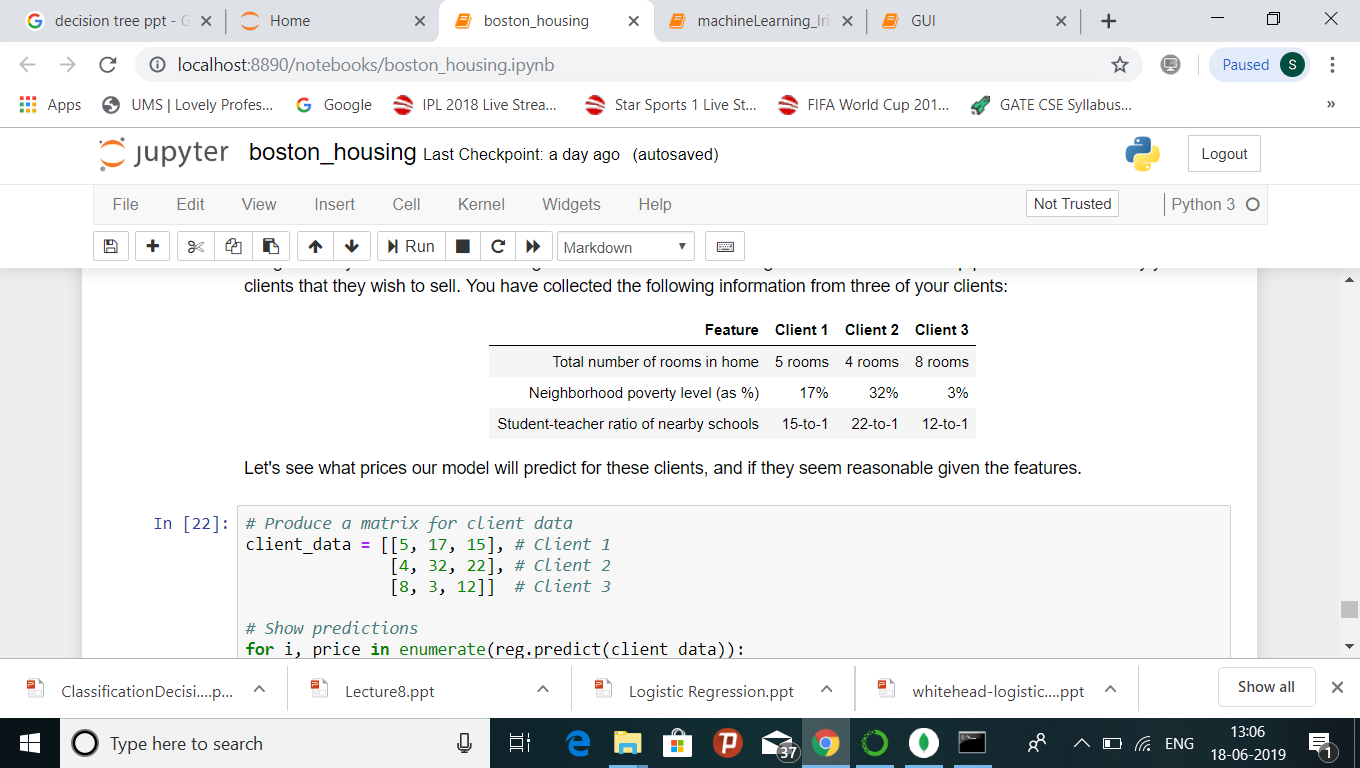 decision tree ppt - G
Home
boston_housing
machineLearning_Iri
GUI
localhost:8890/notebooks/boston_housing.ipynb
Paused S
Apps
UMS | Lovely Profes...
Google
IPL 2018 Live Strea...
Star Sports 1 Live St...
FIFA World Cup 201...
GATE CSE Syllabus...
»
jupyter boston_housing Last Checkpoint: a day ago (autosaved)
Logout
File Edit View Insert Cell Kernel Widgets Help
Not Trusted
Python 3
Run
Markdown
clients that they wish to sell. You have collected the following information from three of your clients:
Feature Client 1 Client 2 Client 3
Total number of rooms in home 5 rooms 4 rooms 8 rooms
Neighborhood poverty level (as %) 17% 32% 3%
Student-teacher ratio of nearby schools 15-to-1 22-to-1 12-to-1
Let's see what prices our model will predict for these clients, and if they seem reasonable given the features.
In [22]: # Produce a matrix for client data
client_data = [[5, 17, 15], # Client 1
[4, 32, 22], # Client 2
[8, 3, 12]] # Client 3
# Show predictions
for i, price in enumerate(reg.predict(client_data)):
ClassificationDecisi....p...
Lecture8.ppt
Logistic Regression.ppt
whitehead-logistic....ppt
Show all
Type here to search
37
ENG
13:06
18-06-2019
1